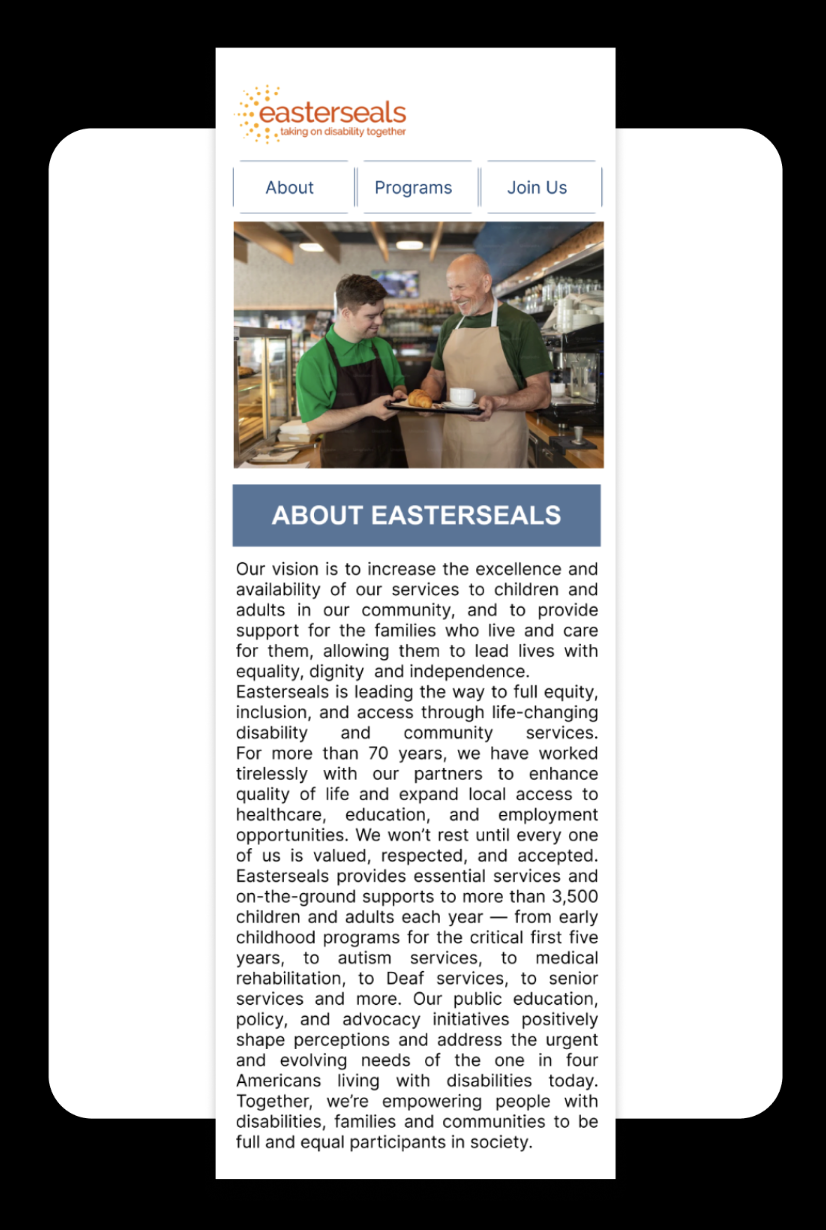 easterseals
taking on disability together
About
Programs
Join Us
ABOUT EASTERSEALS
Our vision is to increase the excellence and
availability of our services to children and
adults in our community, and to provide
support for the families who live and care
for them, allowing them to lead lives with
equality, dignity  and independence.
Easterseals is leading the way to full equity,
inclusion, and access through life-changing
disability and community services.
For more than 70 years, we have worked
tirelessly with our partners to enhance
quality of life and expand local access to
healthcare, education, and employment
opportunities. We won’t rest until every one
of us is valued, respected, and accepted.
Easterseals provides essential services and
on-the-ground supports to more than 3,500
children and adults each year — from early
childhood programs for the critical first five
years, to autism services, to medical
rehabilitation, to Deaf services, to senior
services and more. Our public education,
policy, and advocacy initiatives positively
shape perceptions and address the urgent
and evolving needs of the one in four
Americans living with disabilities today.
Together, we’re empowering people with
disabilities, families and communities to be
full and equal participants in society.